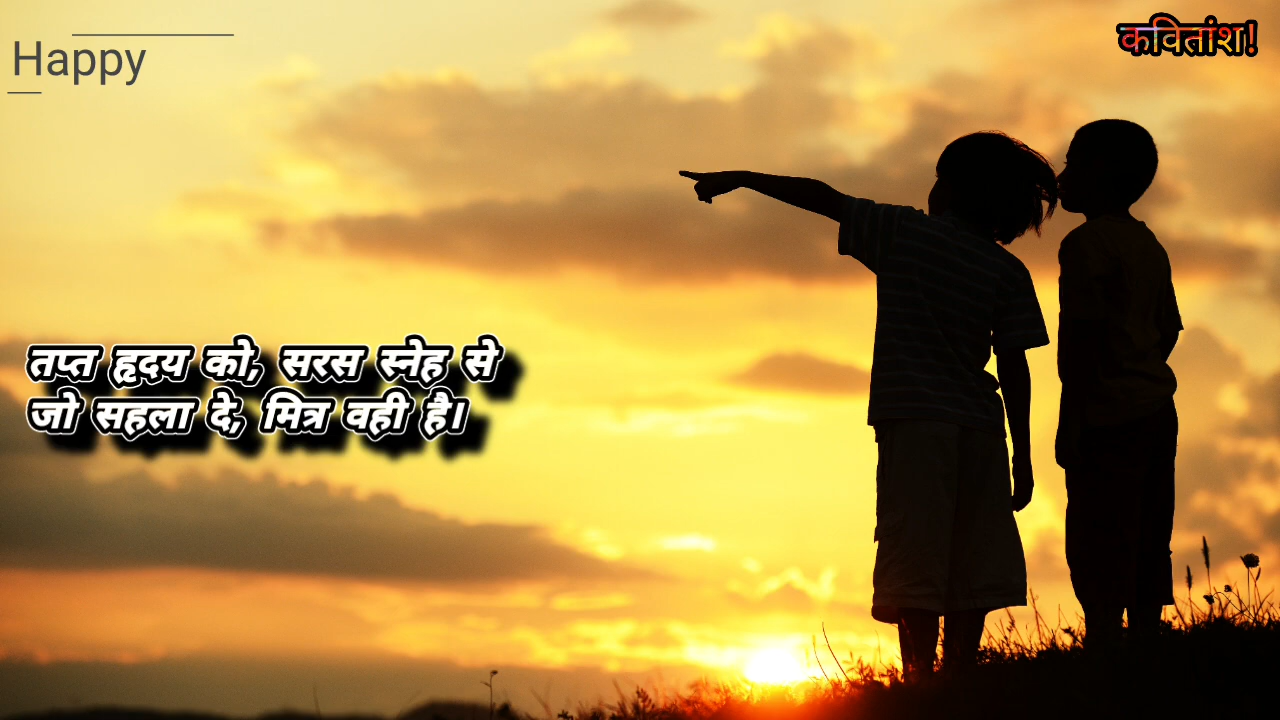 Happy
कवितांश!
तप्त हृदय को, सरस स्नेह से
जो सहला दे, मित्र वही है।